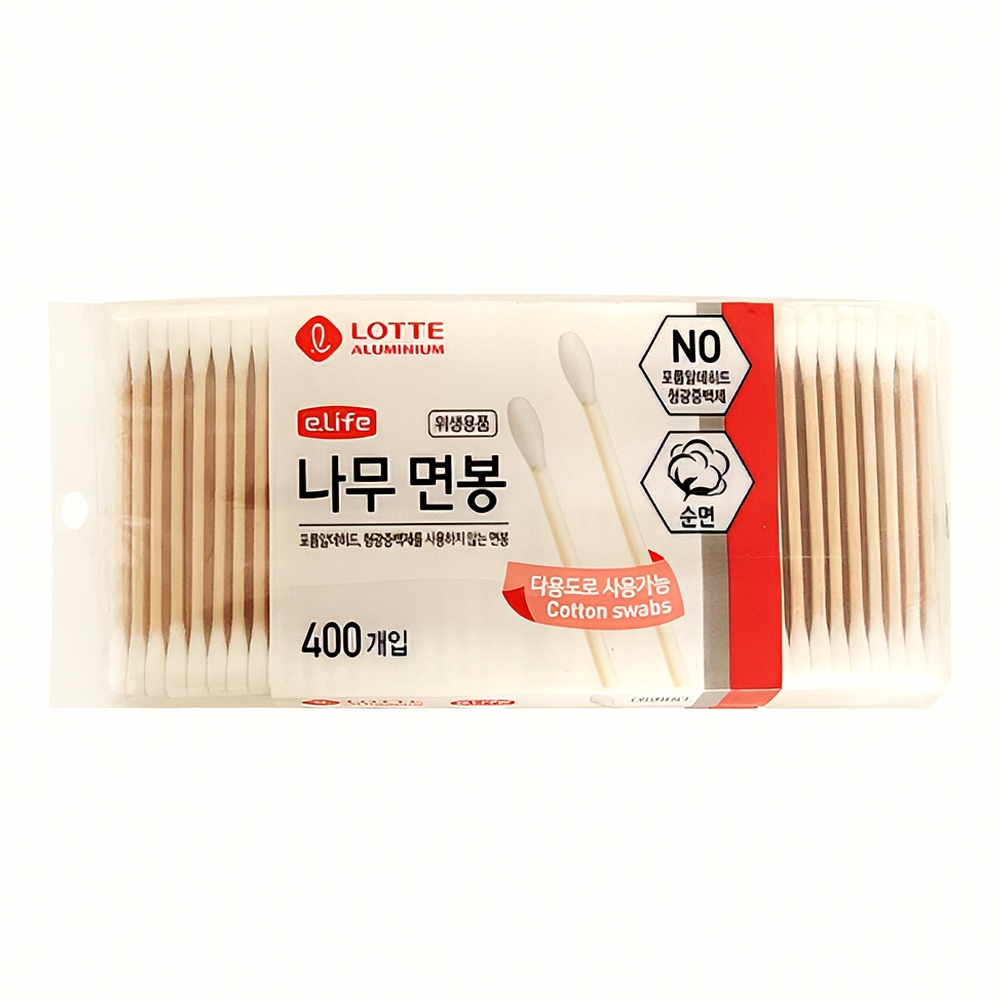 LOTTE
ALUMINIUM
e.Life
위생용품
나무 면봉
포름알데히드, 형광증백제를 사용하지 않는 면봉
400개입
다용도로 사용가능
Cotton swabs
NO
포름알데히드
형광증백제
순면
e.Life